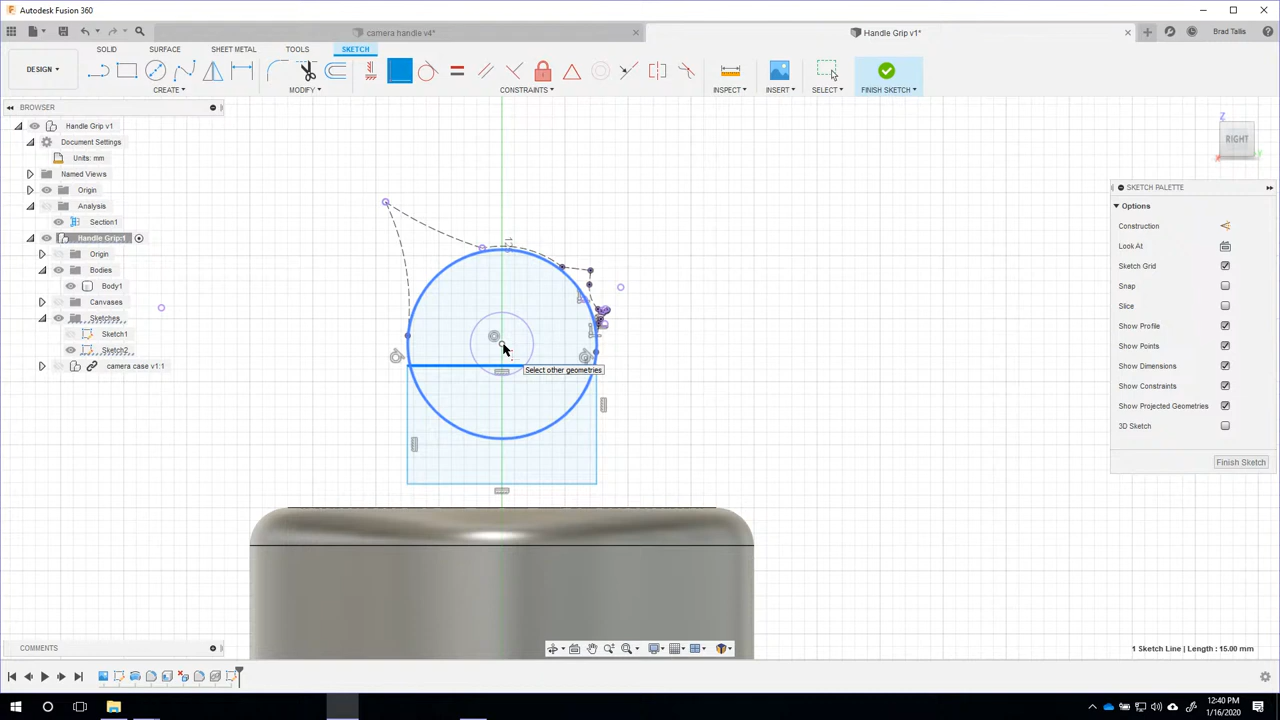 Autodesk Fusion 360
camera handle v4*
Handle Grip v1*
Brad Tallis
SOLID
SURFACE
SHEET METAL
TOOLS
SKETCH
DESIGN
CREATE
MODIFY
CONSTRAINTS
INSPECT
INSERT
SELECT
FINISH SKETCH
BROWSER
Handle Grip v1
Document Settings
Units: mm
Named Views
Origin
Analysis
Section1
Handle Grip:1
Origin
Bodies
Body1
Canvases
Sketches
Sketch1
Sketch2
camera case v1:1
Select other geometries
Z
RIGHT
X
Y
SKETCH PALETTE
Options
Construction
Look At
Sketch Grid
Snap
Slice
Show Profile
Show Points
Show Dimensions
Show Constraints
Show Projected Geometries
3D Sketch
Finish Sketch
COMMENTS
1 Sketch Line | Length : 15.00 mm
12:40 PM
1/16/2020